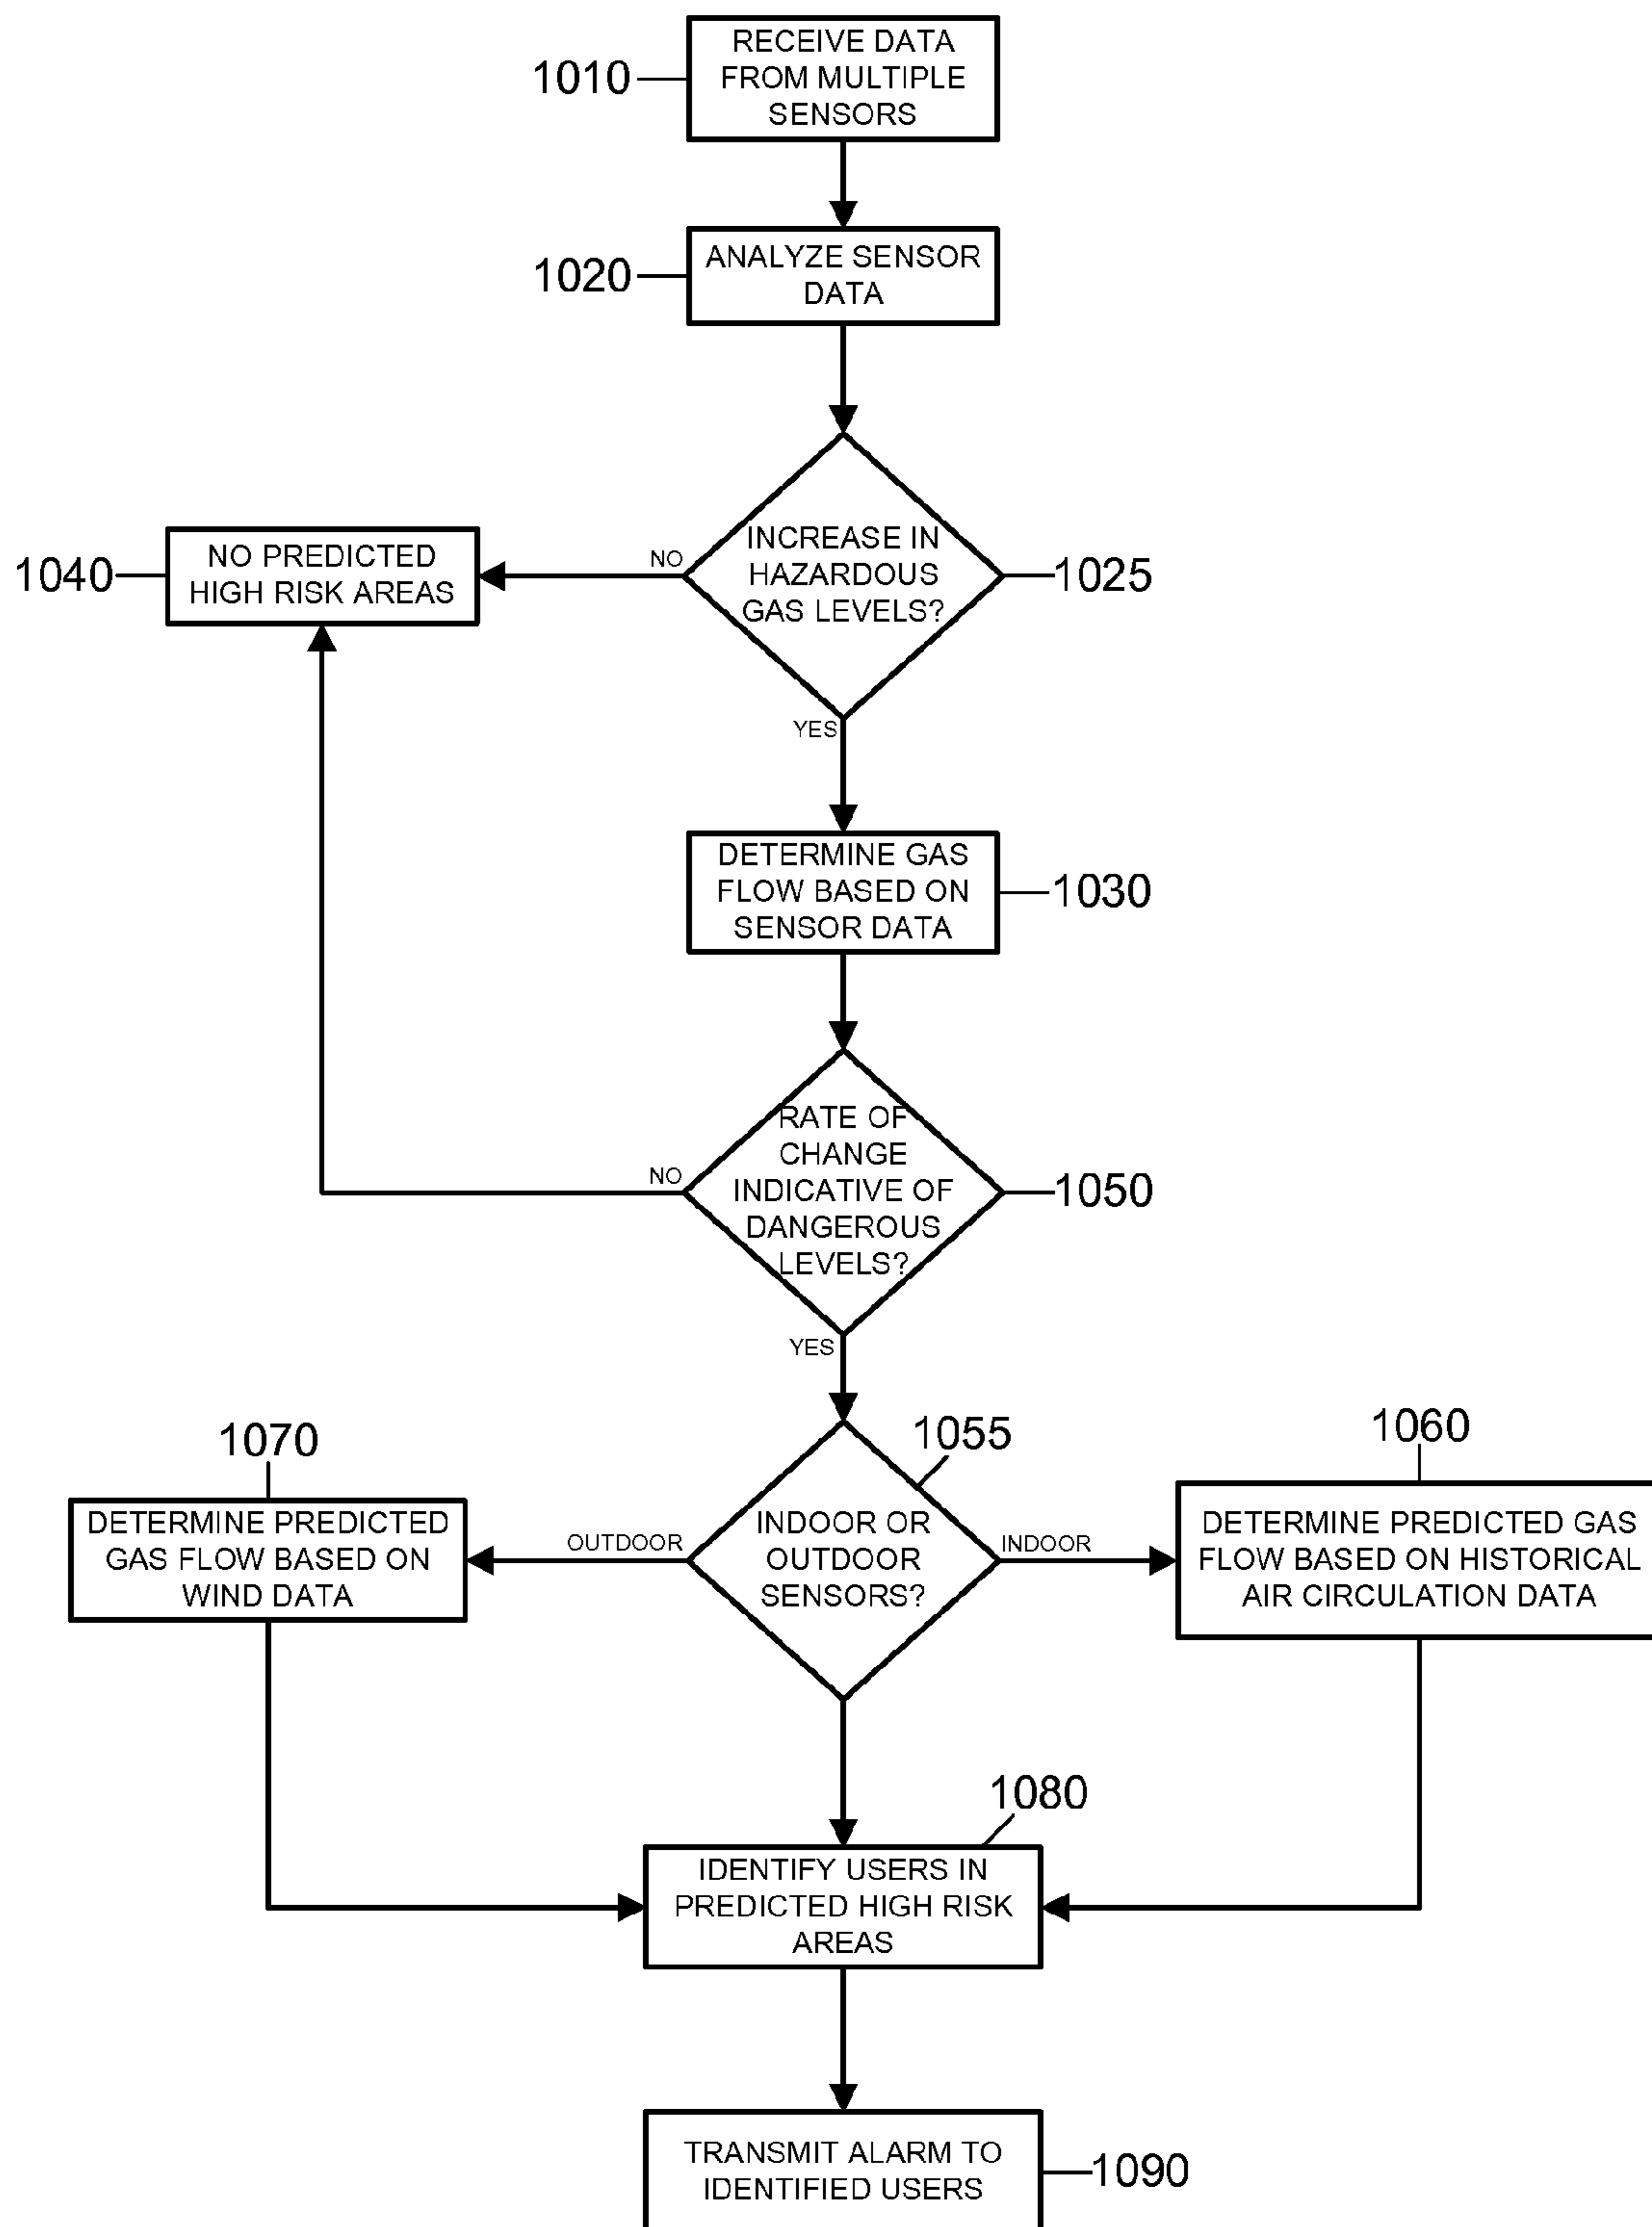 RECEIVE DATA
FROM MULTIPLE
SENSORS
1010
ANALYZE SENSOR
DATA
1020
INCREASE IN
HAZARDOUS
GAS LEVELS?
1025
NO
NO PREDICTED
HIGH RISK AREAS
1040
YES
DETERMINE GAS
FLOW BASED ON
SENSOR DATA
1030
RATE OF
CHANGE
INDICATIVE OF
DANGEROUS
LEVELS?
1050
NO
YES
1055
INDOOR OR
OUTDOOR
SENSORS?
OUTDOOR
INDOOR
1070
DETERMINE PREDICTED
GAS FLOW BASED ON
WIND DATA
1060
DETERMINE PREDICTED GAS
FLOW BASED ON HISTORICAL
AIR CIRCULATION DATA
1080
IDENTIFY USERS IN
PREDICTED HIGH RISK
AREAS
TRANSMIT ALARM TO
IDENTIFIED USERS
1090